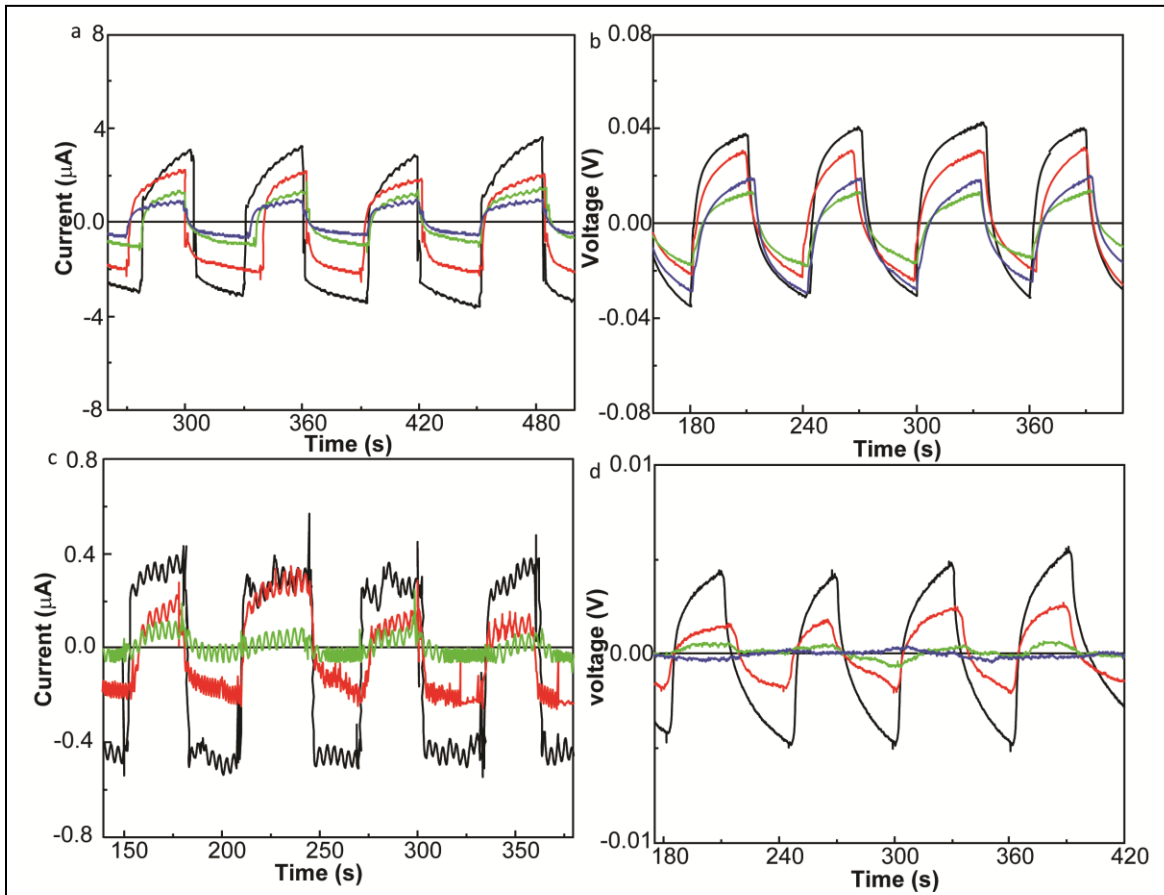 a
8
4
0.0
-4
-8
Current (µA)
300 360 420 480
Time (s)
b
0.08
0.04
0.00
-0.04
-0.08
Voltage (V)
180 240 300 360
Time (s)
c
0.8
0.4
0.0
-0.4
-0.8
Current (µA)
150 200 250 300 350
Time (s)
d
0.01
0.00
-0.01
voltage (V)
180 240 300 360 420
Time (s)